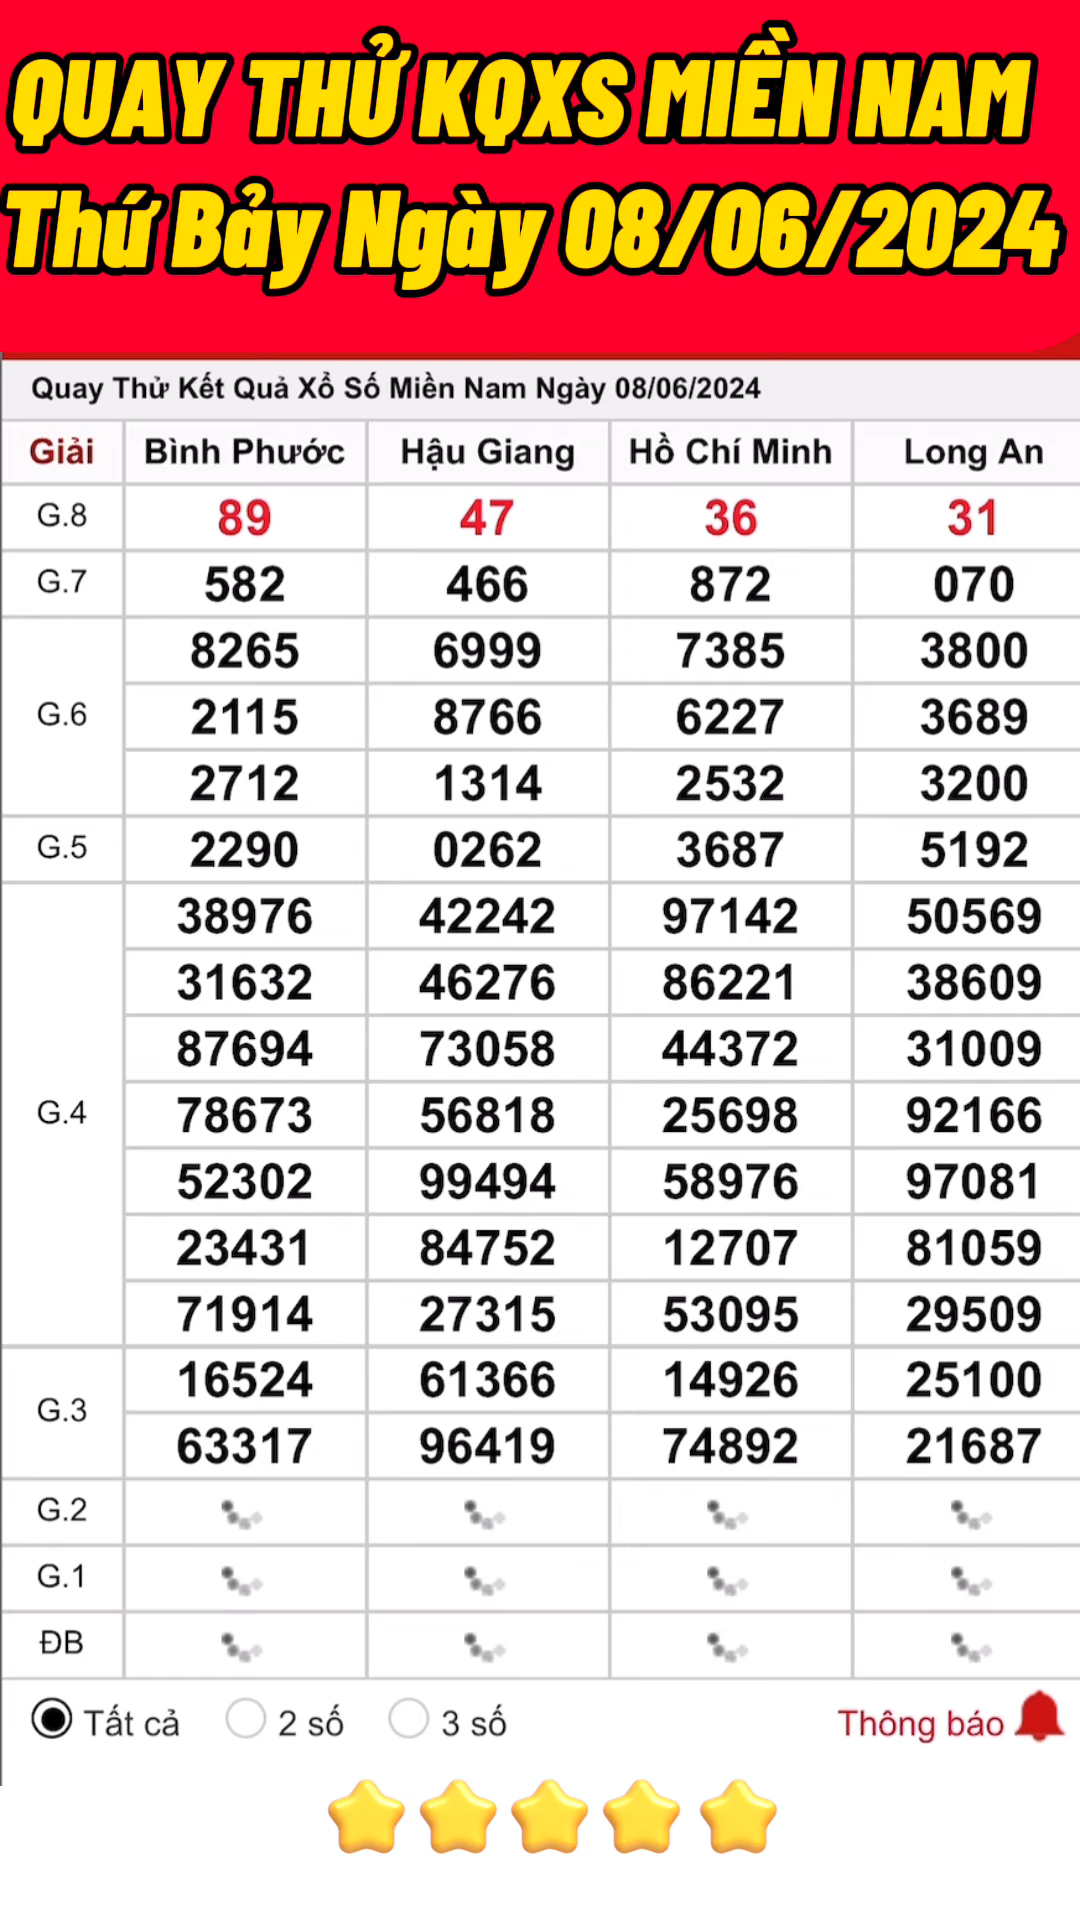 QUAY THỬ KQXS MIỀN NAM
Thứ Bảy Ngày 08/06/2024
Quay Thử Kết Quả Xổ Số Miền Nam Ngày 08/06/2024
Giải Bình Phước Hậu Giang Hồ Chí Minh Long An
G.8 89 47 36 31
G.7 582 466 872 070
8265 6999 7385 3800
G.6 2115 8766 6227 3689
2712 1314 2532 3200
G.5 2290 0262 3687 5192
38976 42242 97142 50569
31632 46276 86221 38609
87694 73058 44372 31009
G.4 78673 56818 25698 92166
52302 99494 58976 97081
23431 84752 12707 81059
71914 27315 53095 29509
G.3 16524 61366 14926 25100
63317 96419 74892 21687
G.2
G.1
ĐB
Tất cả 2 số 3 số Thông báo